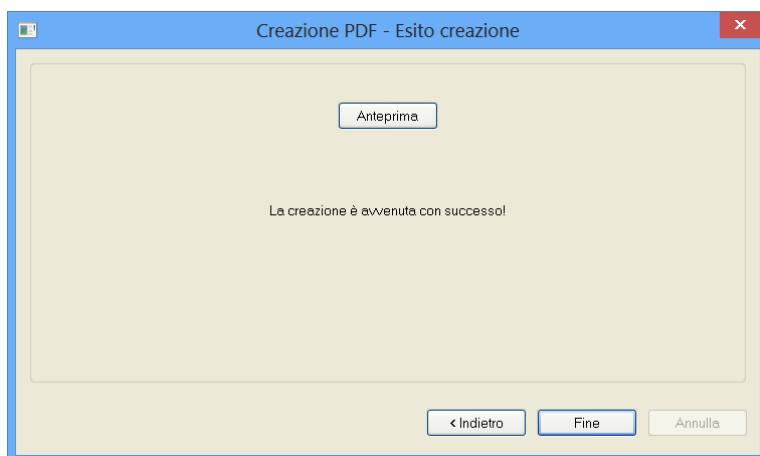 Creazione PDF - Esito creazione
Anteprima
La creazione è avvenuta con successo!
< Indietro
Fine
Annulla